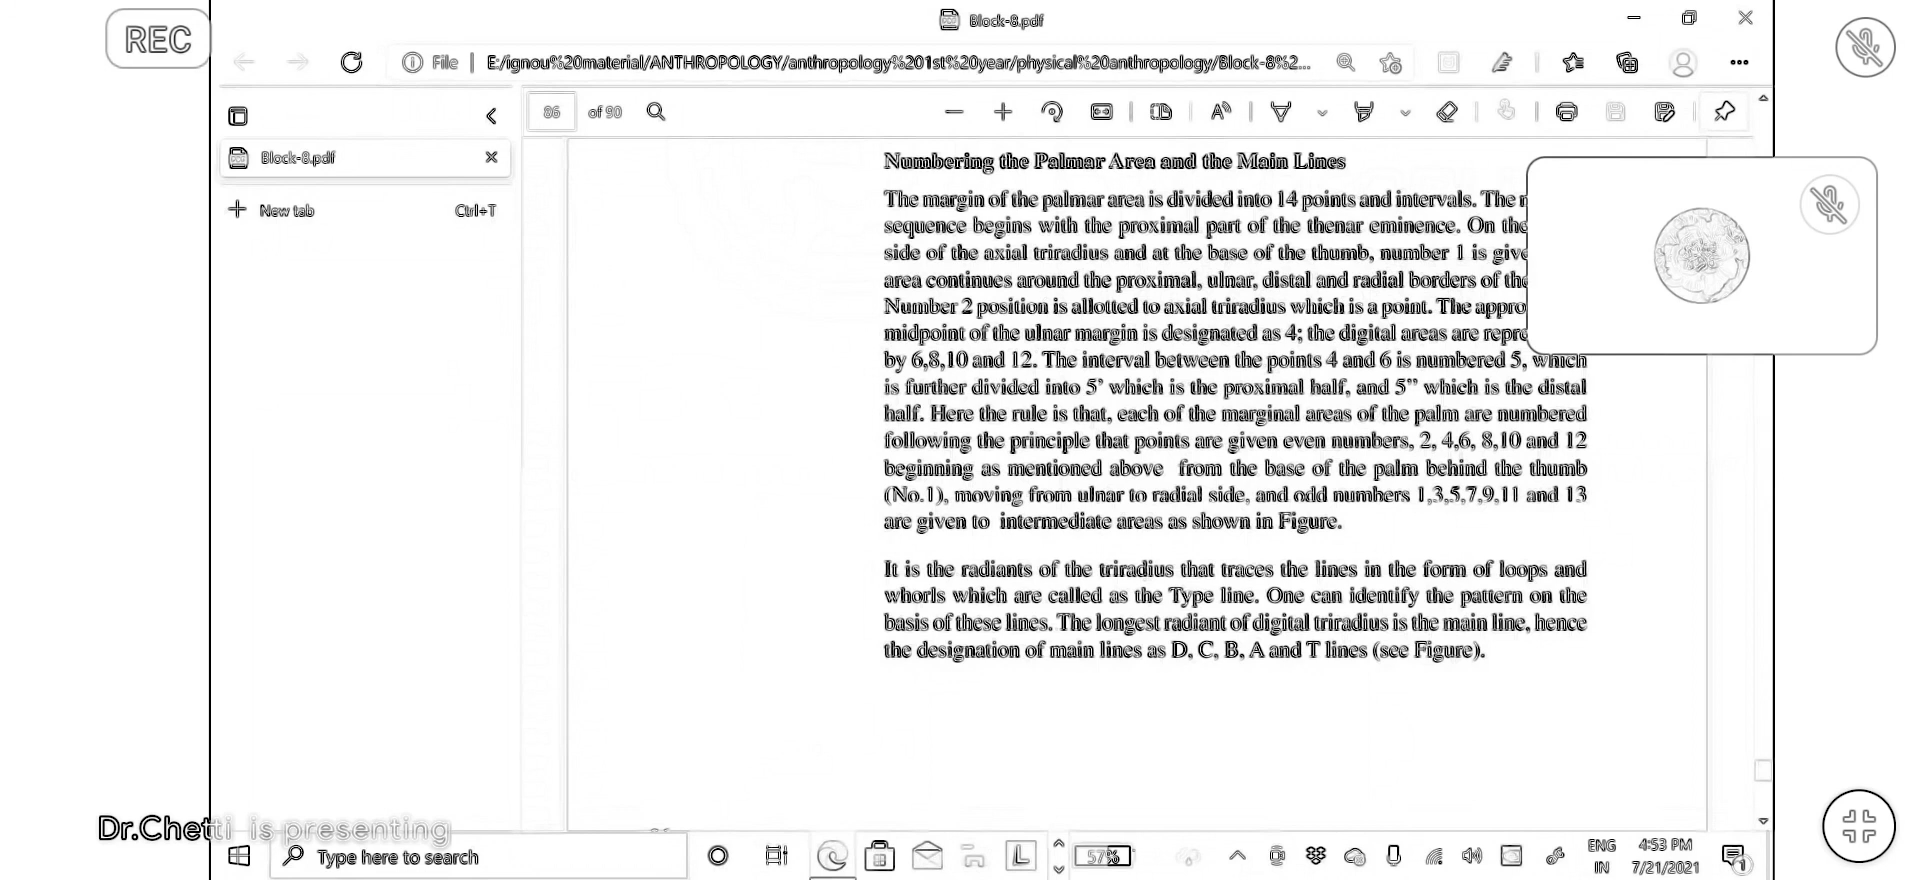 REC
Block-8.pdf
File
E:/ignou%20material/ANTHROPOLOGY/anthropology%201st%20year/physical%20anthropology/Block-8%2...
86 of 90
Block-8.pdf
New tab Ctrl+T
Numbering the Palmar Area and the Main Lines
The margin of the palmar area is divided into 14 points and intervals. The
sequence begins with the proximal part of the thenar eminence. On the
side of the axial triradius and at the base of the thumb, number 1 is
area continues around the proximal, ulnar, distal and radial borders of the
Number 2 position is allotted to axial triradius which is a point. The
midpoint of the ulnar margin is designated as 4; the digital areas are
by 6,8,10 and 12. The interval between the points 4 and 6 is numbered 5, which
is further divided into 5’ which is the proximal half, and 5” which is the distal
half. Here the rule is that, each of the marginal areas of the palm are numbered
following the principle that points are given even numbers, 2, 4,6, 8,10 and 12
beginning as mentioned above from the base of the palm behind the thumb
(No.1), moving from ulnar to radial side, and odd numbers 1,3,5,7,9,11 and 13
are given to intermediate areas as shown in Figure.
It is the radiants of the triradius that traces the lines in the form of loops and
whorls which are called as the Type line. One can identify the pattern on the
basis of these lines. The longest radiant of digital triradius is the main line, hence
the designation of main lines as D, C, B, A and T lines (see Figure).
Dr.Chetti is presenting
Type here to search
57%
ENG
IN
4:53 PM
7/21/2021
1